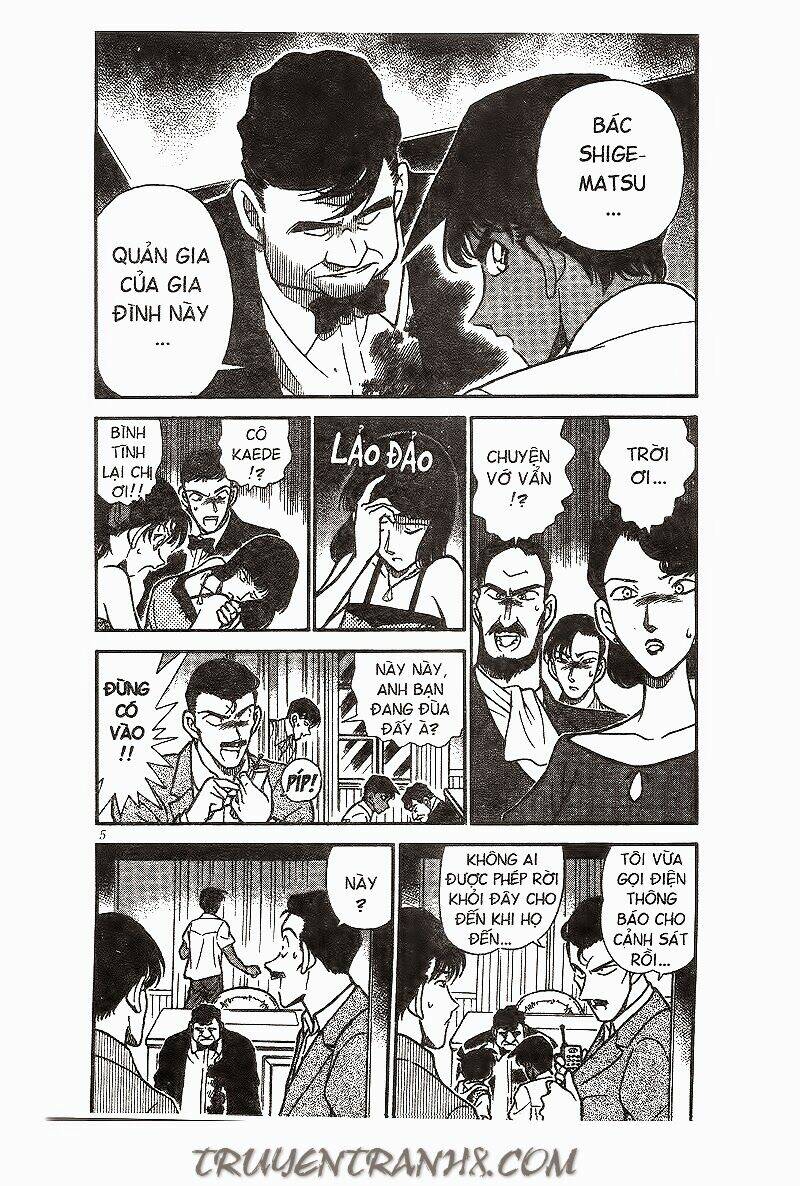 BÁC
SHIGE-
MATSU
...
QUẢN GIA
CỦA GIA
ĐÌNH NÀY
...
TRỜI
ƠI...
CHUYỆN
VỚ VẨN
!?
LẢO ĐẢO
CÔ
KAEDE
!?
BÌNH
TĨNH
LẠI CHỊ
ƠI!!
NÀY NÀY,
ANH BẠN
ĐANG ĐÙA
ĐẤY À?
PÍP!
ĐỪNG
CÓ
VÀO
!!
5
TÔI VỪA
GỌI ĐIỆN
THÔNG
BÁO CHO
CẢNH SÁT
RỒI...
KHÔNG AI
ĐƯỢC PHÉP RỜI
KHỎI ĐÂY CHO
ĐẾN KHI HỌ
ĐẾN...
NÀY
?
TRUYENTRANH8.COM